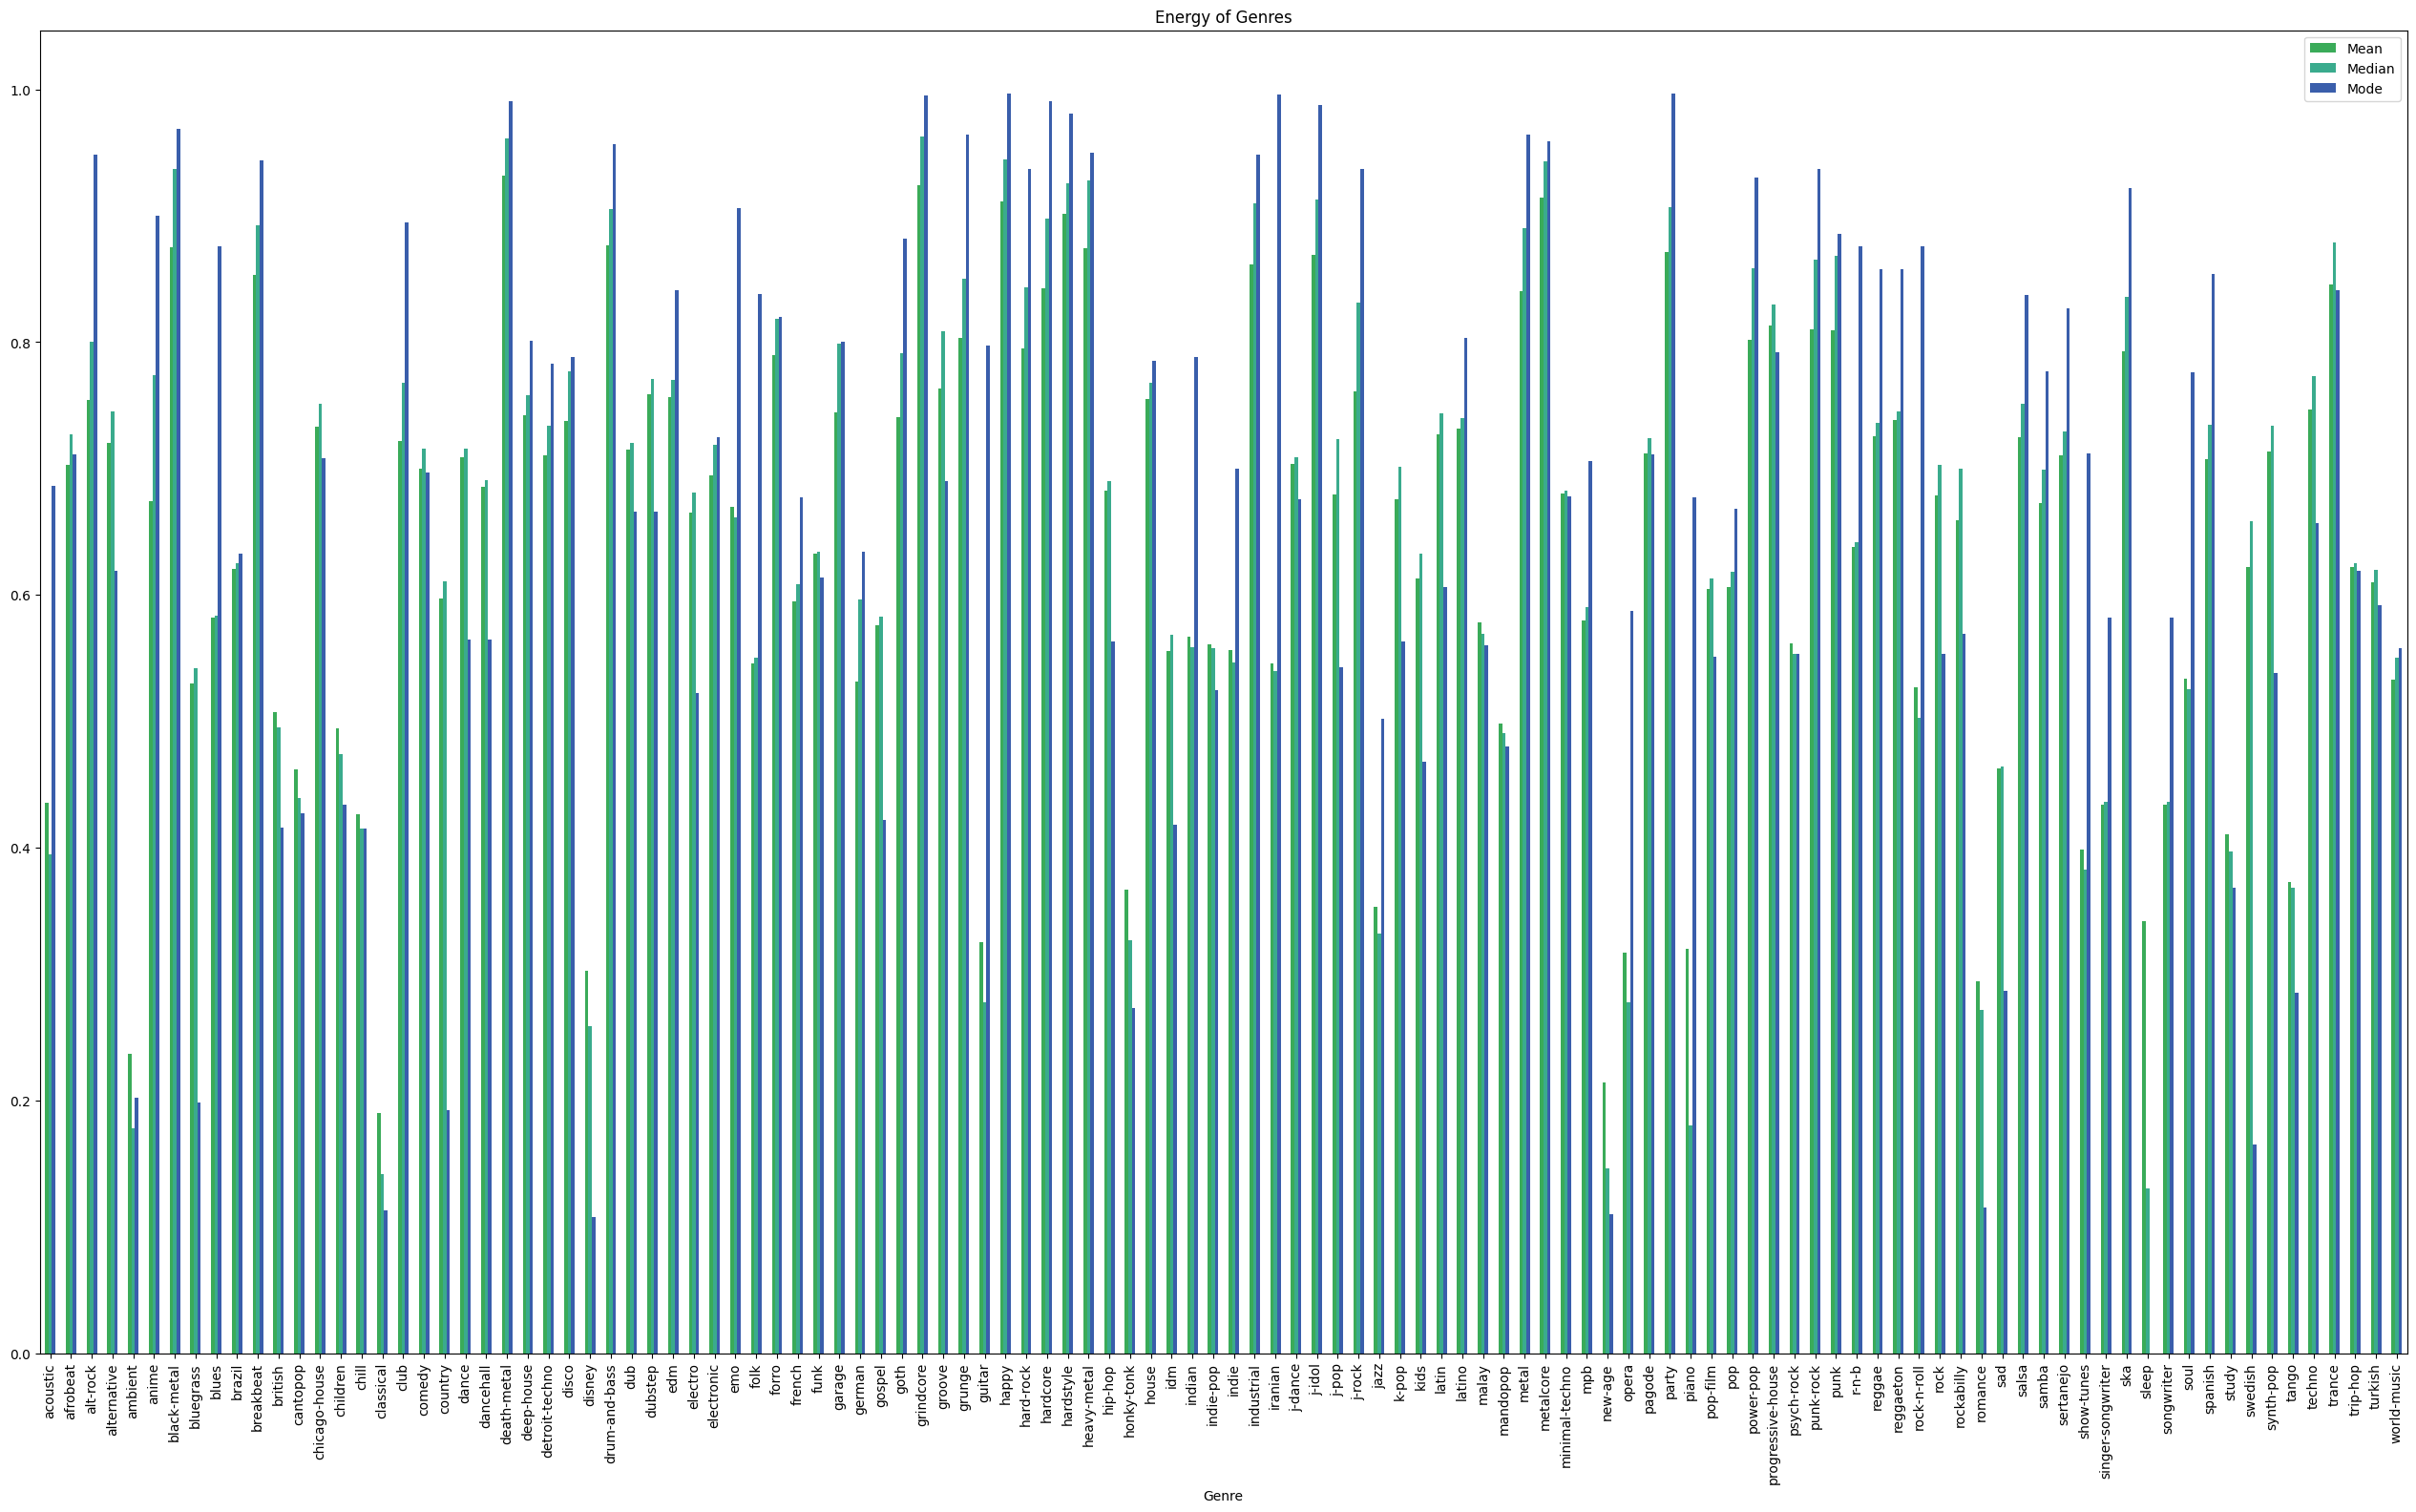 Energy of Genres
Mean
Median
Mode
1.0
0.8
0.6
0.4
0.2
0.0
acoustic
afrobeat
alt-rock
alternative
ambient
anime
black-metal
bluegrass
blues
brazil
breakbeat
british
cantopop
chicago-house
children
chill
classical
club
comedy
country
dance
dancehall
death-metal
deep-house
detroit-techno
disco
disney
drum-and-bass
dub
dubstep
edm
electro
electronic
emo
folk
forro
french
funk
garage
german
gospel
goth
grindcore
groove
grunge
guitar
happy
hard-rock
hardcore
hardstyle
heavy-metal
hip-hop
honky-tonk
house
idm
indian
indie-pop
indie
industrial
iranian
j-dance
j-idol
j-pop
j-rock
jazz
k-pop
kids
latin
latino
malay
mandopop
metal
metalcore
minimal-techno
mpb
new-age
opera
pagode
party
piano
pop-film
pop
power-pop
progressive-house
psych-rock
punk-rock
punk
r-n-b
reggae
reggaeton
rock-n-roll
rock
rockabilly
romance
sad
salsa
samba
sertanejo
show-tunes
singer-songwriter
ska
sleep
songwriter
soul
spanish
study
swedish
synth-pop
tango
techno
trance
trip-hop
turkish
world-music
Genre